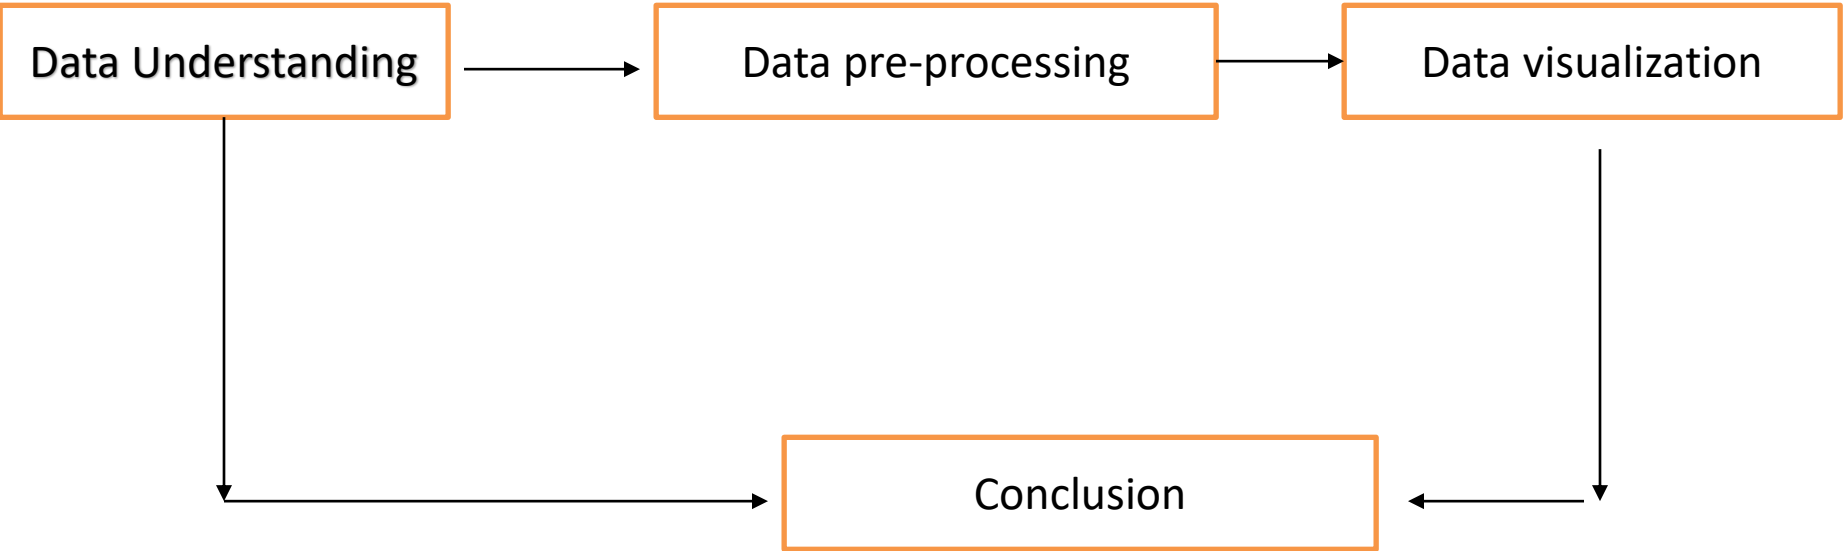 Data Understanding
Data pre-processing
Data visualization
Conclusion